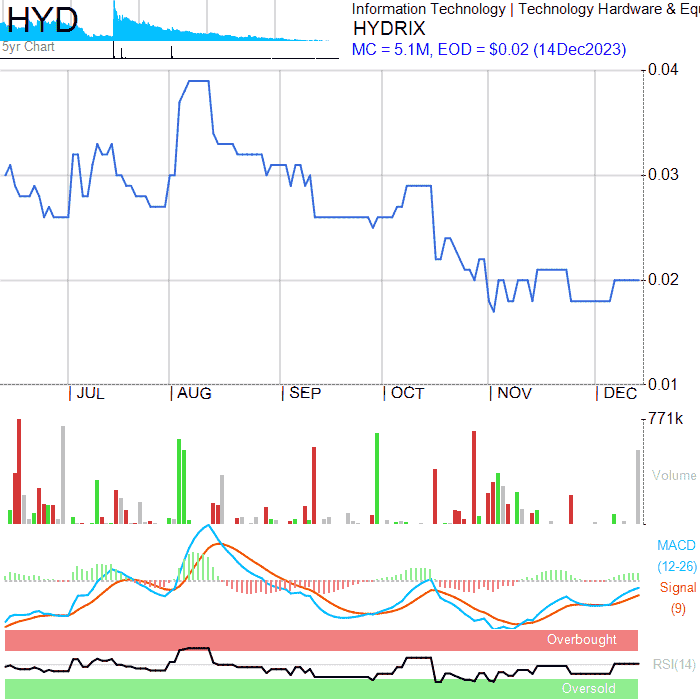 HYD
Information Technology | Technology Hardware & Equ
HYDRIX
5yr Chart
MC = 5.1M, EOD = $0.02 (14Dec2023)
0.04
0.03
0.02
0.01
| JUL | AUG | SEP | OCT | NOV | DEC
771k
Volume
MACD
(12-26)
Signal
(9)
Overbought
RSI(14)
Oversold